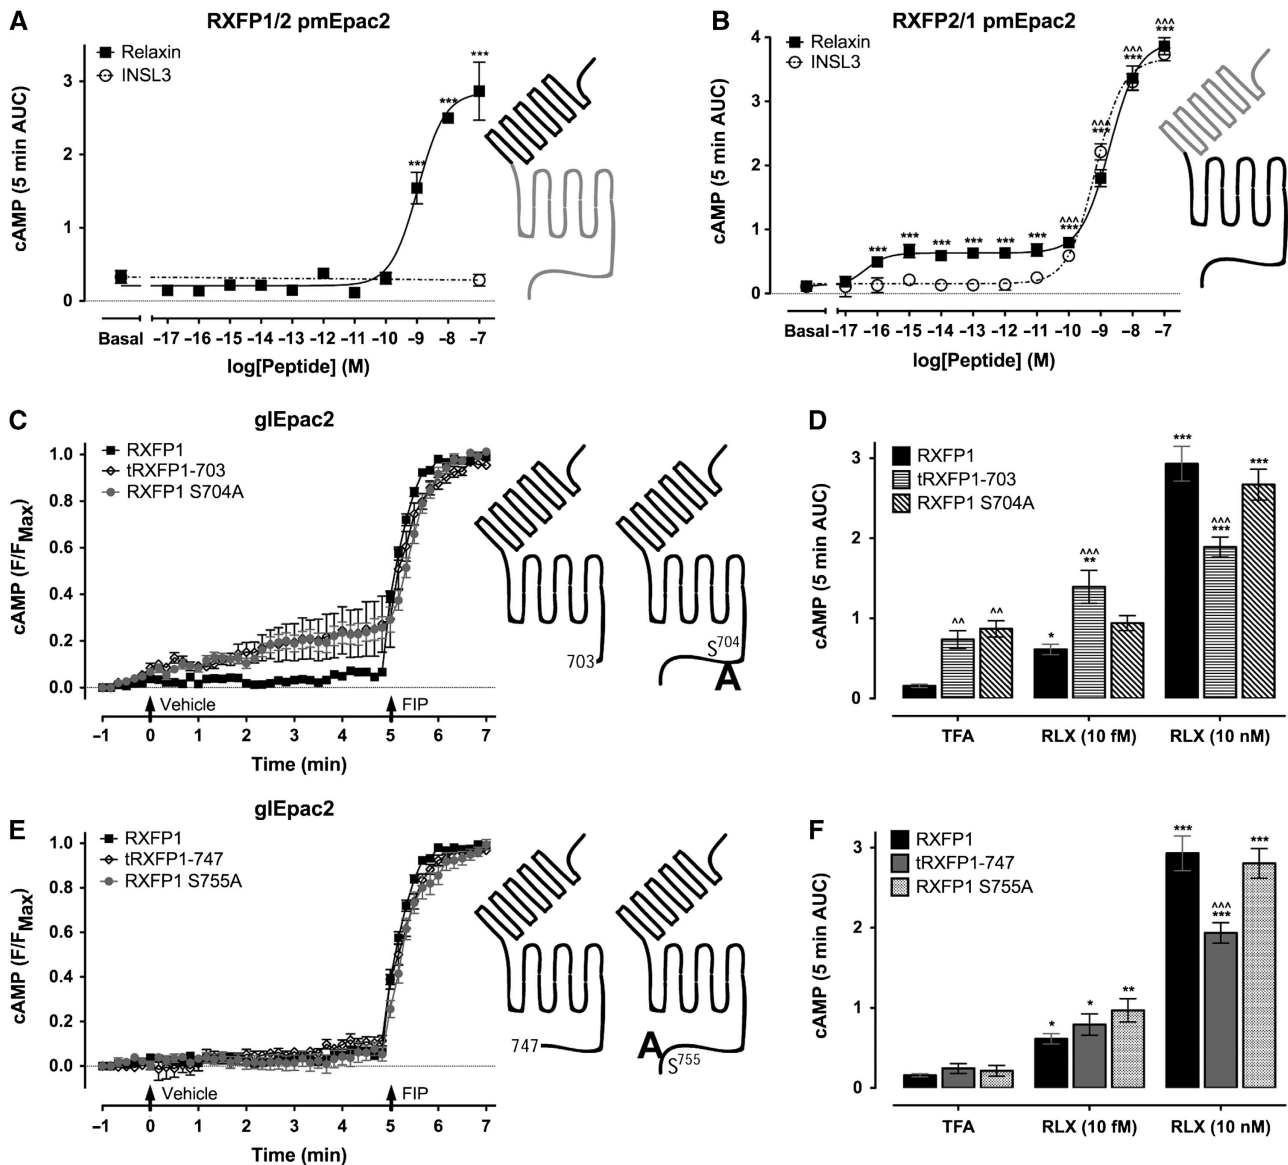 A
RXFP1/2 pmEpac2
Relaxin
INSL3
cAMP (5 min AUC)
3
2
1
0
***
***
***
Basal
−17 −16 −15 −14 −13 −12 −11 −10 −9 −8 −7
log[Peptide] (M)
B
RXFP2/1 pmEpac2
Relaxin
INSL3
cAMP (5 min AUC)
4
3
2
1
0
*** *** *** *** *** ***
^^^
***
^^^
***
^^^
***
^^^
***
Basal
−17 −16 −15 −14 −13 −12 −11 −10 −9 −8 −7
log[Peptide] (M)
C
glEpac2
RXFP1
tRXFP1-703
RXFP1 S704A
cAMP (F/FMax)
1.0
0.8
0.6
0.4
0.2
0.0
Vehicle
FIP
−1 0 1 2 3 4 5 6 7
Time (min)
703
S704
A
D
RXFP1
tRXFP1-703
RXFP1 S704A
cAMP (5 min AUC)
3
2
1
0
^^ ^^
*
^^^
**
***
^^^
***
***
TFA
RLX (10 fM)
RLX (10 nM)
E
glEpac2
RXFP1
tRXFP1-747
RXFP1 S755A
cAMP (F/FMax)
1.0
0.8
0.6
0.4
0.2
0.0
Vehicle
FIP
−1 0 1 2 3 4 5 6 7
Time (min)
747
A
S755
F
RXFP1
tRXFP1-747
RXFP1 S755A
cAMP (5 min AUC)
3
2
1
0
* * **
***
^^^
***
***
TFA
RLX (10 fM)
RLX (10 nM)